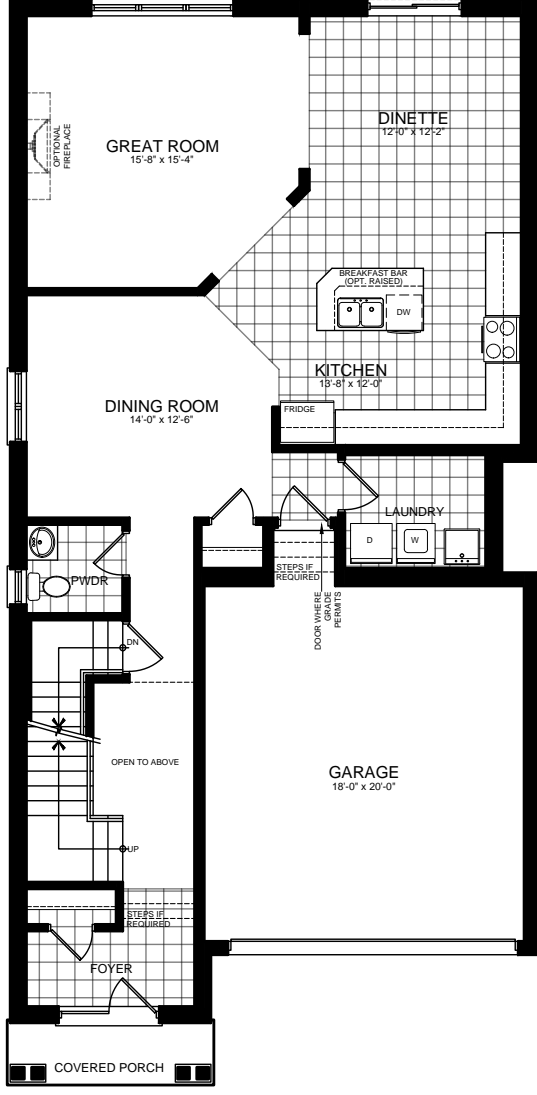 DINETTE
12'-0" x 12'-2"
GREAT ROOM
15'-8" x 15'-4"
OPTIONAL
FIREPLACE
BREAKFAST BAR
(OPT. RAISED)
DW
KITCHEN
13'-8" x 12'-0"
FRIDGE
DINING ROOM
14'-0" x 12'-6"
LAUNDRY
D
W
STEPS IF
REQUIRED
DOOR WHERE
GRADE
PERMITS
PWDR
DN
OPEN TO ABOVE
GARAGE
18'-0" x 20'-0"
UP
STEPS IF
REQUIRED
FOYER
COVERED PORCH